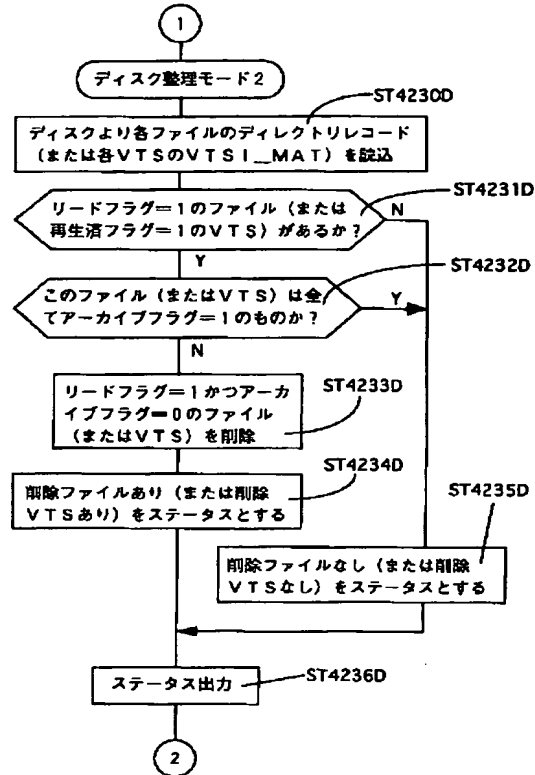 1
ディスク整理モード2
ST4230D
ディスクより各ファイルのディレクトリレコード
(または各VTSのVTSI_MAT)を読込
ST4231D
リードフラグ=1のファイル(または
再生済フラグ=1のVTS)があるか?
N
Y
ST4232D
このファイル(またはVTS)は全
てアーカイブフラグ=1のものか?
Y
N
ST4233D
リードフラグ=1かつアーカ
イブフラグ=0のファイル
(またはVTS)を削除
ST4234D
削除ファイルあり(または削除
VTSあり)をステータスとする
ST4235D
削除ファイルなし(または削除
VTSなし)をステータスとする
ステータス出力
ST4236D
2